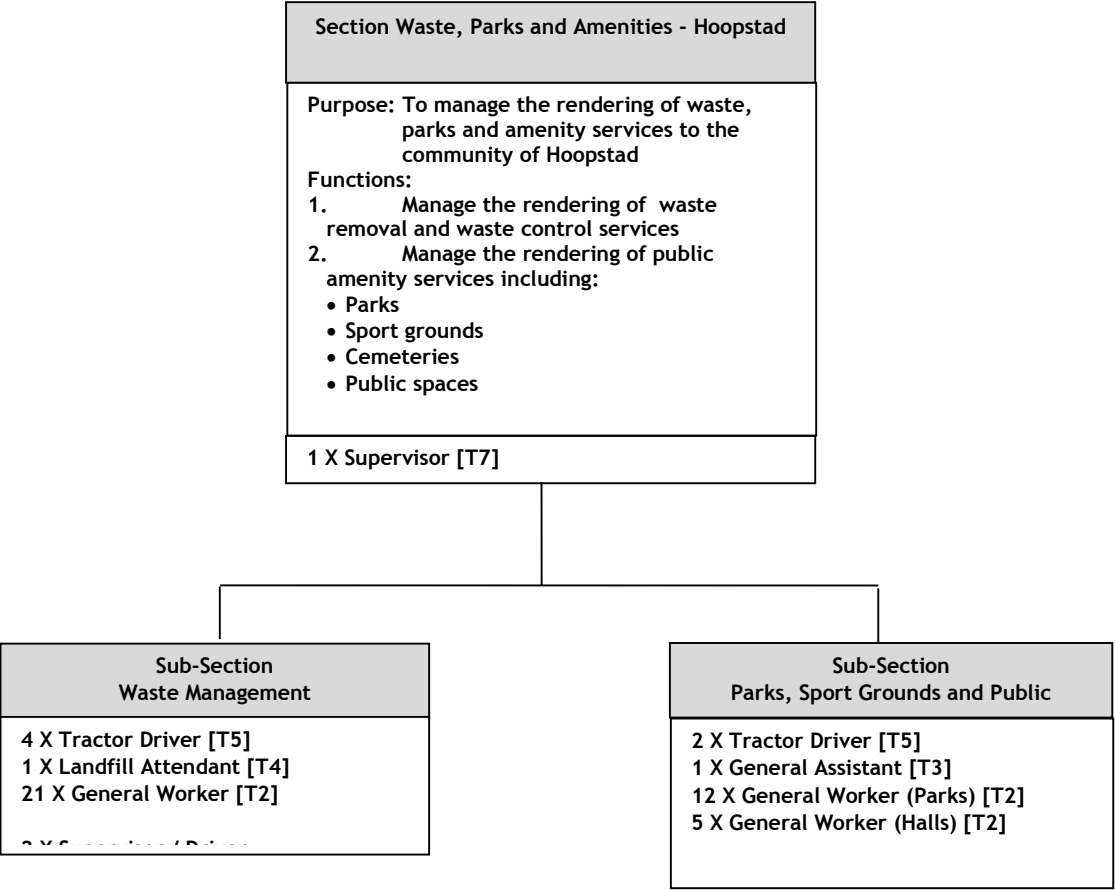 Section Waste, Parks and Amenities - Hoopstad
Purpose: To manage the rendering of waste,
parks and amenity services to the
community of Hoopstad
Functions:
1. Manage the rendering of waste
removal and waste control services
2. Manage the rendering of public
amenity services including:
• Parks
• Sport grounds
• Cemeteries
• Public spaces
1 X Supervisor [T7]
Sub-Section
Waste Management
4 X Tractor Driver [T5]
1 X Landfill Attendant [T4]
21 X General Worker [T2]
Sub-Section
Parks, Sport Grounds and Public
2 X Tractor Driver [T5]
1 X General Assistant [T3]
12 X General Worker (Parks) [T2]
5 X General Worker (Halls) [T2]